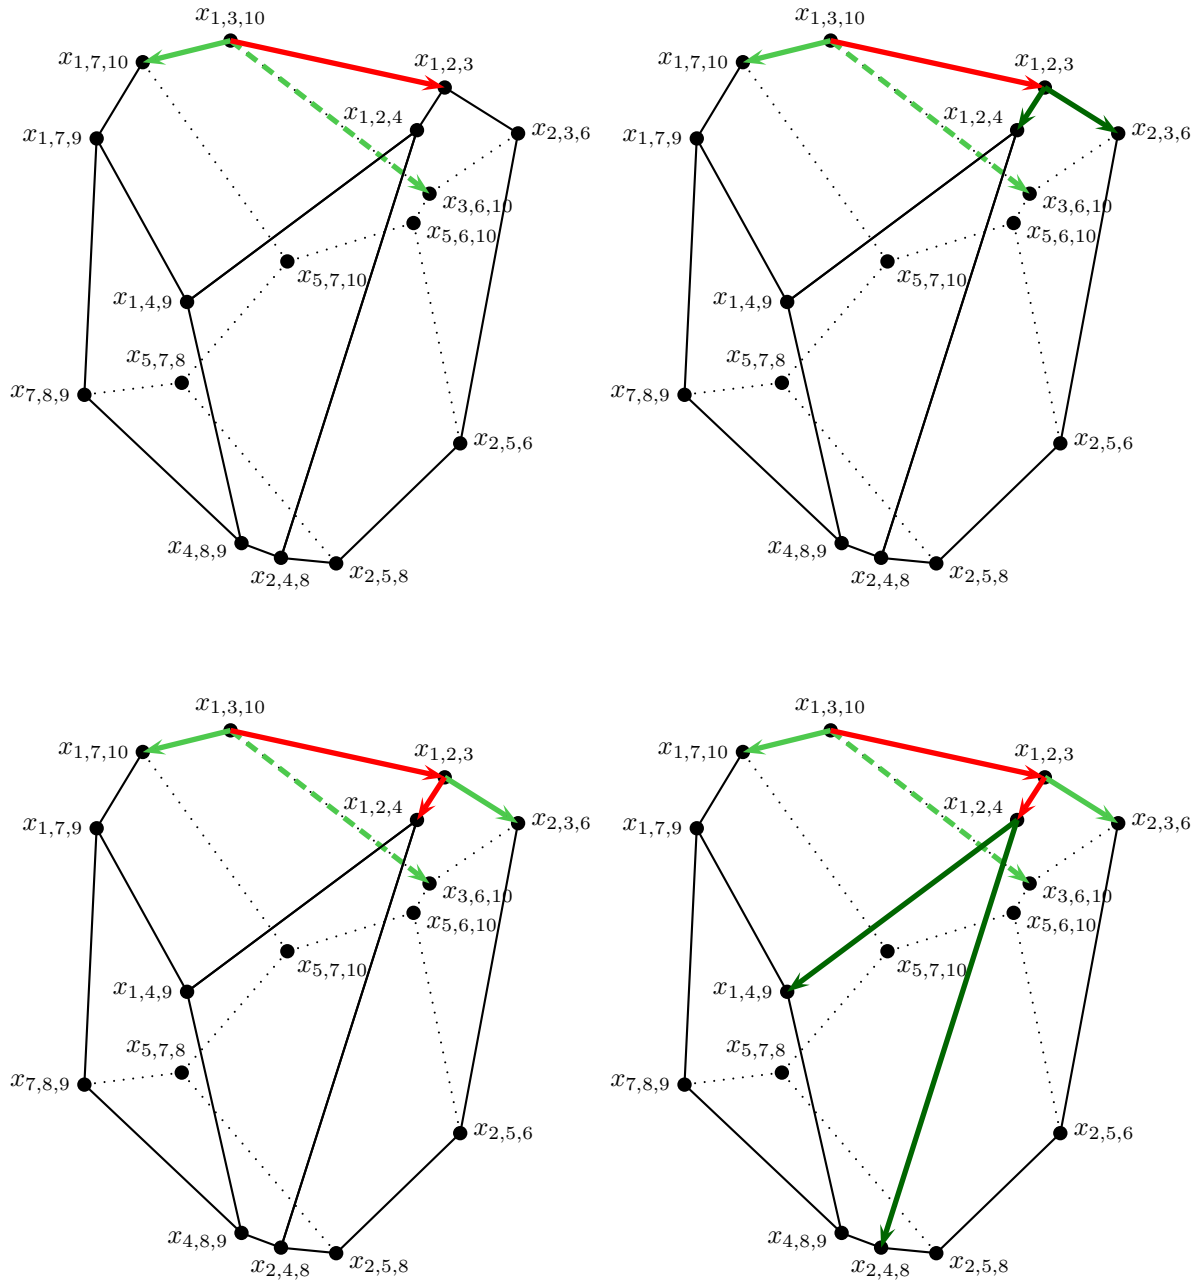 x1,3,10
x1,7,10
x1,2,3
x1,2,4
x2,3,6
x1,7,9
x3,6,10
x5,6,10
x5,7,10
x1,4,9
x5,7,8
x7,8,9
x2,5,6
x4,8,9
x2,4,8
x2,5,8
x1,3,10
x1,7,10
x1,2,3
x1,2,4
x2,3,6
x1,7,9
x3,6,10
x5,6,10
x5,7,10
x1,4,9
x5,7,8
x7,8,9
x2,5,6
x4,8,9
x2,4,8
x2,5,8
x1,3,10
x1,7,10
x1,2,3
x1,2,4
x2,3,6
x1,7,9
x3,6,10
x5,6,10
x5,7,10
x1,4,9
x5,7,8
x7,8,9
x2,5,6
x4,8,9
x2,4,8
x2,5,8
x1,3,10
x1,7,10
x1,2,3
x1,2,4
x2,3,6
x1,7,9
x3,6,10
x5,6,10
x5,7,10
x1,4,9
x5,7,8
x7,8,9
x2,5,6
x4,8,9
x2,4,8
x2,5,8